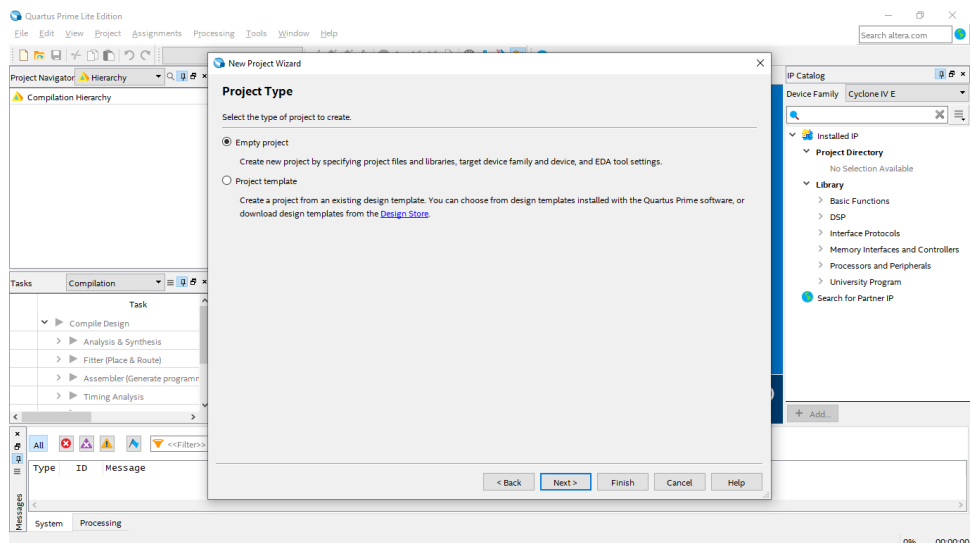 Quartus Prime Lite Edition
File Edit View Project Assignments Processing Tools Window Help
Search altera.com
Project Navigator Hierarchy
Compilation Hierarchy
Tasks Compilation
Task
Compile Design
Analysis & Synthesis
Fitter (Place & Route)
Assembler (Generate programm
Timing Analysis
New Project Wizard
Project Type
Select the type of project to create.
Empty project
Create new project by specifying project files and libraries, target device family and device, and EDA tool settings.
Project template
Create a project from an existing design template. You can choose from design templates installed with the Quartus Prime software, or
download design templates from the Design Store.
< Back Next > Finish Cancel Help
IP Catalog
Device Family Cyclone IV E
Installed IP
Project Directory
No Selection Available
Library
Basic Functions
DSP
Interface Protocols
Memory Interfaces and Controllers
Processors and Peripherals
University Program
Search for Partner IP
+ Add...
All <<Filter>>
Type ID Message
Messages
System Processing
0% 00:00:00